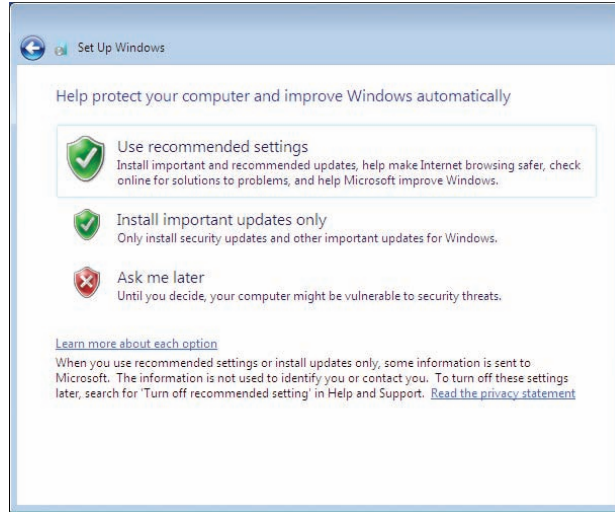 Set Up Windows
Help protect your computer and improve Windows automatically
Use recommended settings
Install important and recommended updates, help make Internet browsing safer, check
online for solutions to problems, and help Microsoft improve Windows.
Install important updates only
Only install security updates and other important updates for Windows.
Ask me later
Until you decide, your computer might be vulnerable to security threats.
Learn more about each option
When you use recommended settings or install updates only, some information is sent to
Microsoft. The information is not used to identify you or contact you. To turn off these settings
later, search for 'Turn off recommended setting' in Help and Support. Read the privacy statement